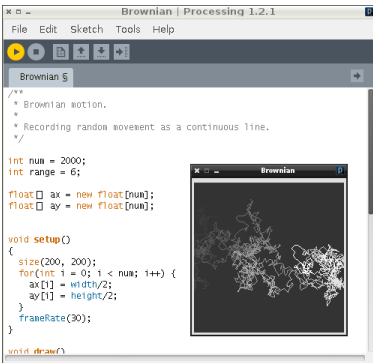 Brownian | Processing 1.2.1
File Edit Sketch Tools Help
Brownian §
/**
 * Brownian motion.
 *
 * Recording random movement as a continuous line.
 */
int num = 2000;
int range = 6;
float[] ax = new float[num];
float[] ay = new float[num];
void setup()
{
  size(200, 200);
  for(int i = 0; i < num; i++) {
    ax[i] = width/2;
    ay[i] = height/2;
  }
  frameRate(30);
}
void draw()
Brownian